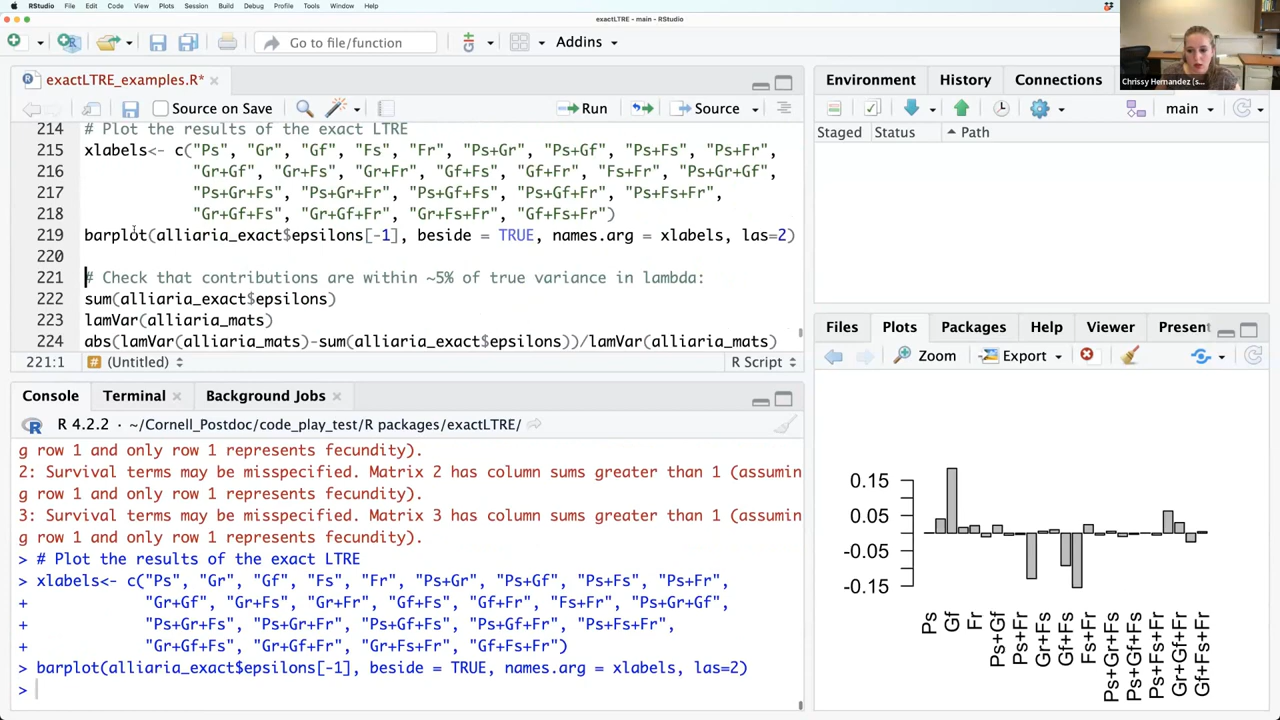 RStudio File Edit Code View Plots Session Build Debug Profile Tools Window Help
exactLTRE - main - RStudio
Go to file/function Addins
Chrissy Hernandez (s...
exactLTRE_examples.R*
Source on Save Run Source
214 # Plot the results of the exact LTRE
215 xlabels<- c("Ps", "Gr", "Gf", "Fs", "Fr", "Ps+Gr", "Ps+Gf", "Ps+Fs", "Ps+Fr",
216 "Gr+Gf", "Gr+Fs", "Gr+Fr", "Gf+Fs", "Gf+Fr", "Fs+Fr", "Ps+Gr+Gf",
217 "Ps+Gr+Fs", "Ps+Gr+Fr", "Ps+Gf+Fs", "Ps+Gf+Fr", "Ps+Fs+Fr",
218 "Gr+Gf+Fs", "Gr+Gf+Fr", "Gr+Fs+Fr", "Gf+Fs+Fr")
219 barplot(alliaria_exact$epsilons[-1], beside = TRUE, names.arg = xlabels, las=2)
220
221 # Check that contributions are within ~5% of true variance in lambda:
222 sum(alliaria_exact$epsilons)
223 lamVar(alliaria_mats)
224 abs(lamVar(alliaria_mats)-sum(alliaria_exact$epsilons))/lamVar(alliaria_mats)
221:1 (Untitled) R Script
Console Terminal Background Jobs
R 4.2.2 · ~/Cornell_Postdoc/code_play_test/R packages/exactLTRE/
g row 1 and only row 1 represents fecundity).
2: Survival terms may be misspecified. Matrix 2 has column sums greater than 1 (assumin
g row 1 and only row 1 represents fecundity).
3: Survival terms may be misspecified. Matrix 3 has column sums greater than 1 (assumin
g row 1 and only row 1 represents fecundity).
> # Plot the results of the exact LTRE
> xlabels<- c("Ps", "Gr", "Gf", "Fs", "Fr", "Ps+Gr", "Ps+Gf", "Ps+Fs", "Ps+Fr",
+ "Gr+Gf", "Gr+Fs", "Gr+Fr", "Gf+Fs", "Gf+Fr", "Fs+Fr", "Ps+Gr+Gf",
+ "Ps+Gr+Fs", "Ps+Gr+Fr", "Ps+Gf+Fs", "Ps+Gf+Fr", "Ps+Fs+Fr",
+ "Gr+Gf+Fs", "Gr+Gf+Fr", "Gr+Fs+Fr", "Gf+Fs+Fr")
> barplot(alliaria_exact$epsilons[-1], beside = TRUE, names.arg = xlabels, las=2)
>
Environment History Connections
main
Staged Status Path
Files Plots Packages Help Viewer Present
Zoom Export
0.15
0.05
-0.05
-0.15
Ps
Gf
Fr
Ps+Gf
Ps+Fr
Gr+Fs
Gf+Fs
Fs+Fr
Ps+Gr+Fs
Ps+Gf+Fs
Ps+Fs+Fr
Gr+Gf+Fr
Gf+Fs+Fr